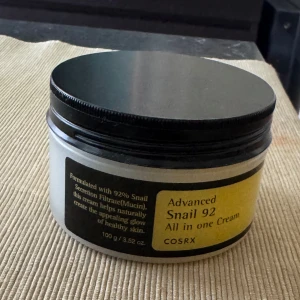 Formulated with 92% Snail
Secretion Filtrate(Mucin),
this cream helps naturally
create the appealing glow
of healthy skin.
100 g / 3.52 oz.
Advanced
Snail 92
All in one Cream
COSRX